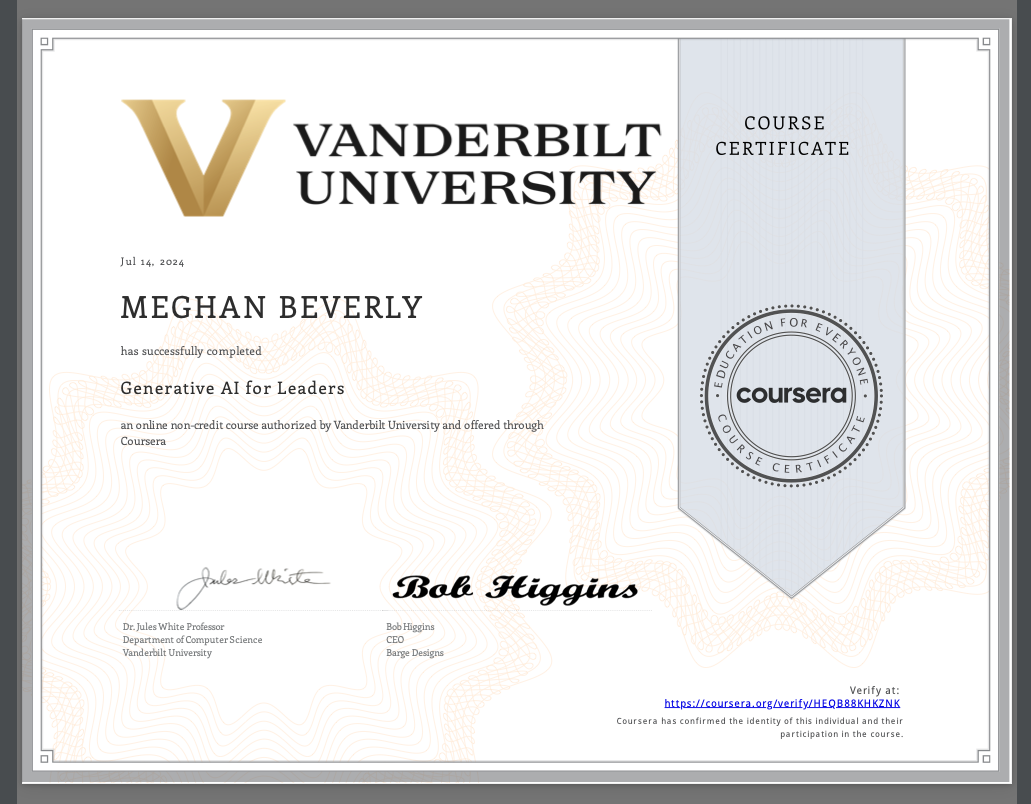 VANDERBILT
UNIVERSITY
COURSE
CERTIFICATE
Jul 14, 2024
MEGHAN BEVERLY
has successfully completed
Generative AI for Leaders
an online non-credit course authorized by Vanderbilt University and offered through
Coursera
EDUCATION FOR EVERYONE
coursera
COURSE CERTIFICATE
Jules White
Bob Higgins
Dr. Jules White Professor
Department of Computer Science
Vanderbilt University
Bob Higgins
CEO
Barge Designs
Verify at:
https://coursera.org/verify/HEQB88KHKZNK
Coursera has confirmed the identity of this individual and their
participation in the course.